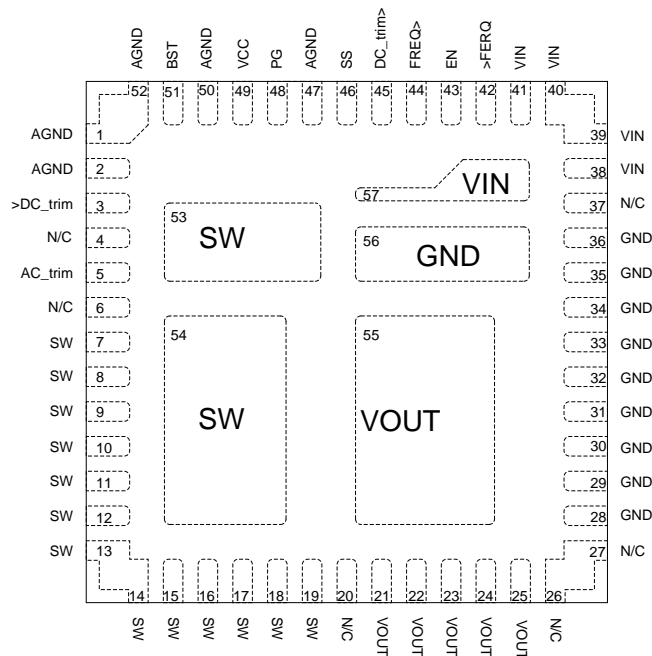 AGND BST AGND VCC PG AGND SS DC_trim> FREQ> EN >FERQ VIN VIN
52 51 50 49 48 47 46 45 44 43 42 41 40
AGND 1 39 VIN
AGND 2 38 VIN
>DC_trim 3 37 N/C
N/C 4 36 GND
AC_trim 5 35 GND
N/C 6 34 GND
SW 7 33 GND
SW 8 32 GND
SW 9 31 GND
SW 10 30 GND
SW 11 29 GND
SW 12 28 GND
SW 13 27 N/C
57 VIN
53 SW
56 GND
54 SW
55 VOUT
14 15 16 17 18 19 20 21 22 23 24 25 26
SW SW SW SW SW SW N/C VOUT VOUT VOUT VOUT VOUT N/C